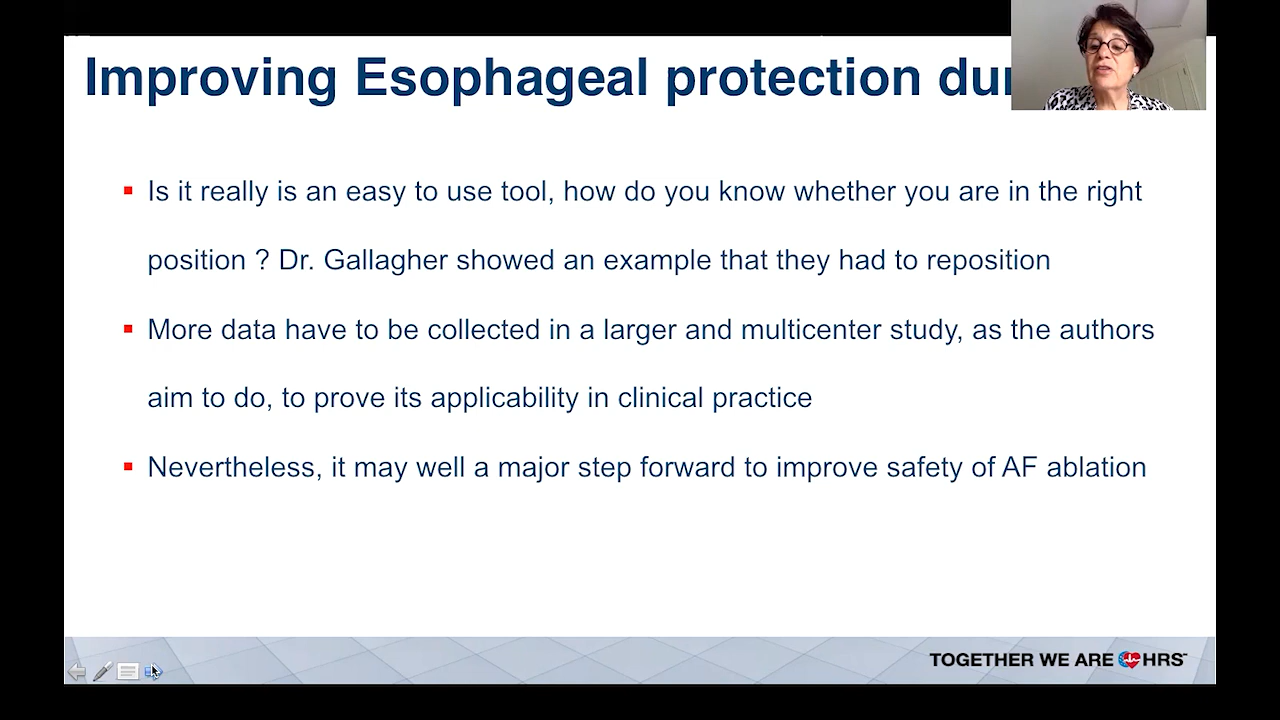 Improving Esophageal protection
Is it really is an easy to use tool, how do you know whether you are in the right
position ? Dr. Gallagher showed an example that they had to reposition
More data have to be collected in a larger and multicenter study, as the authors
aim to do, to prove its applicability in clinical practice
Nevertheless, it may well a major step forward to improve safety of AF ablation
TOGETHER WE ARE HRS